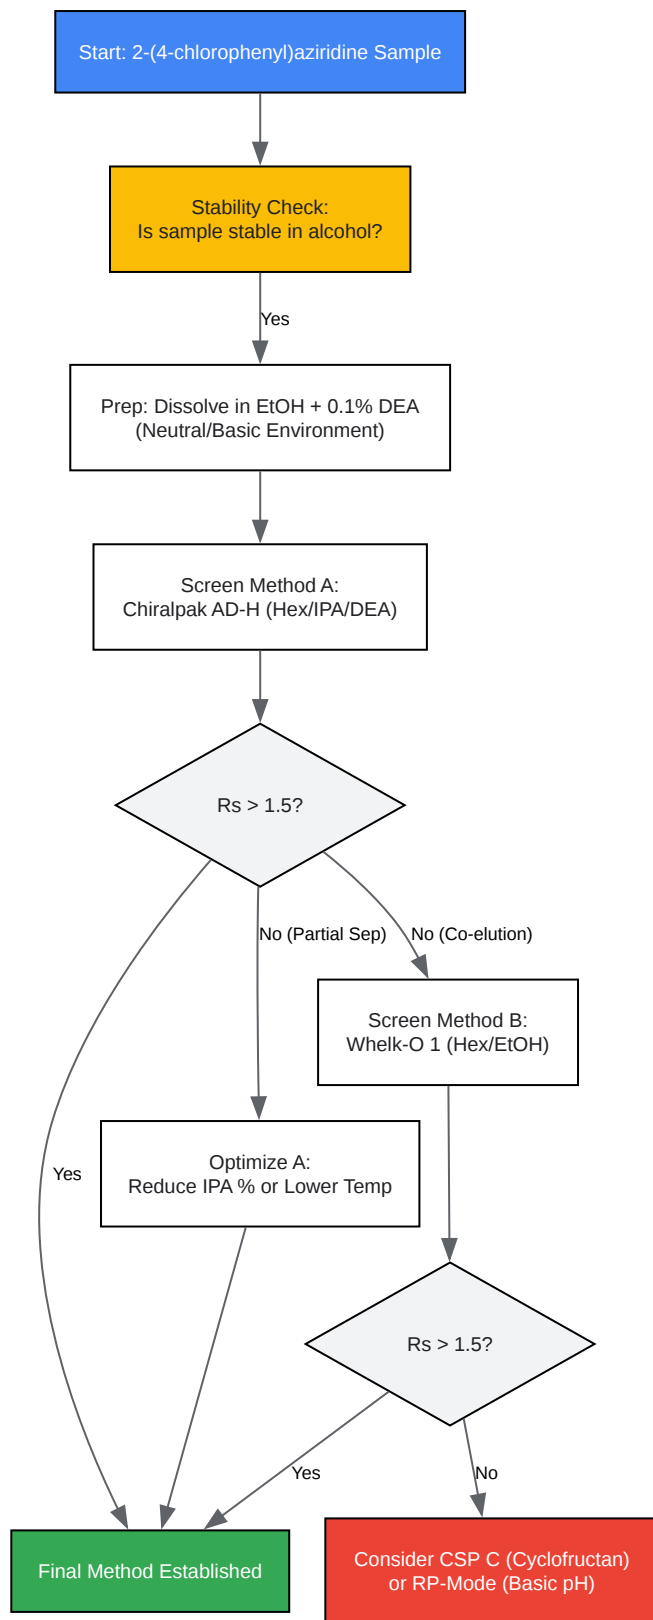 Start: 2-(4-chlorophenyl)aziridine Sample
Stability Check:
Is sample stable in alcohol?
Yes
Prep: Dissolve in EtOH + 0.1% DEA
(Neutral/Basic Environment)
Screen Method A:
Chiralpak AD-H (Hex/IPA/DEA)
Rs > 1.5?
No (Partial Sep)
No (Co-elution)
Screen Method B:
Whelk-O 1 (Hex/EtOH)
Yes
Optimize A:
Reduce IPA % or Lower Temp
Rs > 1.5?
Yes
No
Final Method Established
Consider CSP C (Cyclofructan)
or RP-Mode (Basic pH)